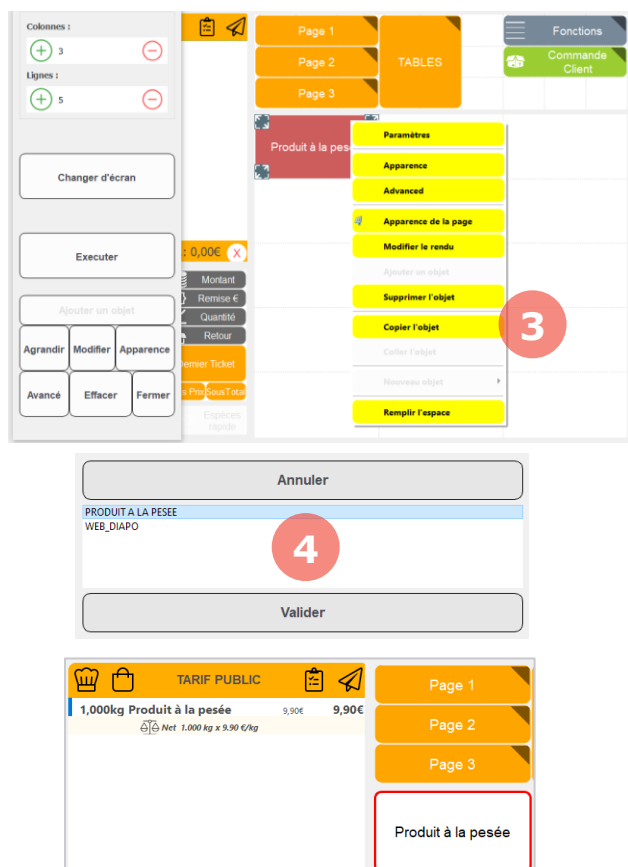 Colonnes :
3
Lignes :
5
Changer d'écran
Executer
Ajouter un objet
Agrandir
Modifier
Apparence
Avancé
Effacer
Fermer
: 0,00€
X
Montant
Remise €
Quantité
Retour
Dernier Ticket
s Prix
SousTotal
Espèces
rapide
Page 1
Page 2
Page 3
TABLES
Fonctions
Commande
Client
Produit à la pes
Paramètres
Apparence
Advanced
Apparence de la page
Modifier le rendu
Ajouter un objet
Supprimer l'objet
Copier l'objet
Coller l'objet
Nouveau objet
Remplir l'espace
3
Annuler
PRODUIT A LA PESEE
WEB_DIAPO
4
Valider
TARIF PUBLIC
1,000kg Produit à la pesée 9,90€ 9,90€
Net 1.000 kg x 9.90 €/kg
Page 1
Page 2
Page 3
Produit à la pesée